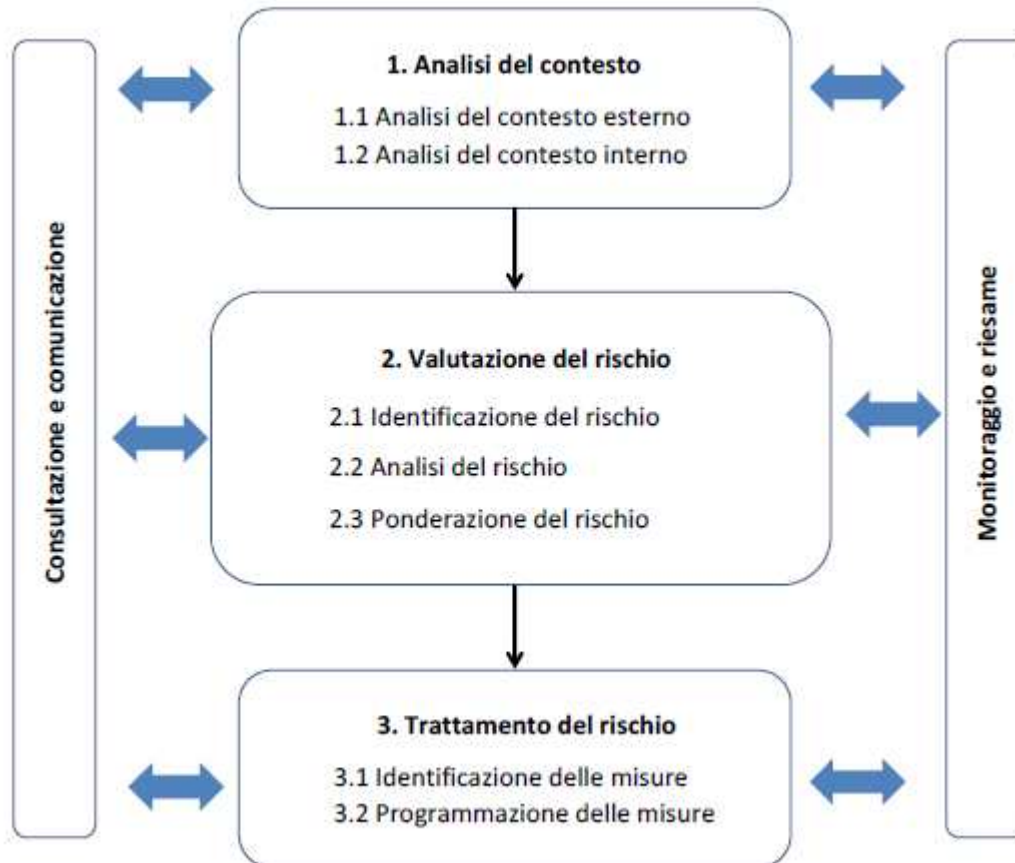 Consultazione e comunicazione
1. Analisi del contesto
1.1 Analisi del contesto esterno
1.2 Analisi del contesto interno
2. Valutazione del rischio
2.1 Identificazione del rischio
2.2 Analisi del rischio
2.3 Ponderazione del rischio
3. Trattamento del rischio
3.1 Identificazione delle misure
3.2 Programmazione delle misure
Monitoraggio e riesame